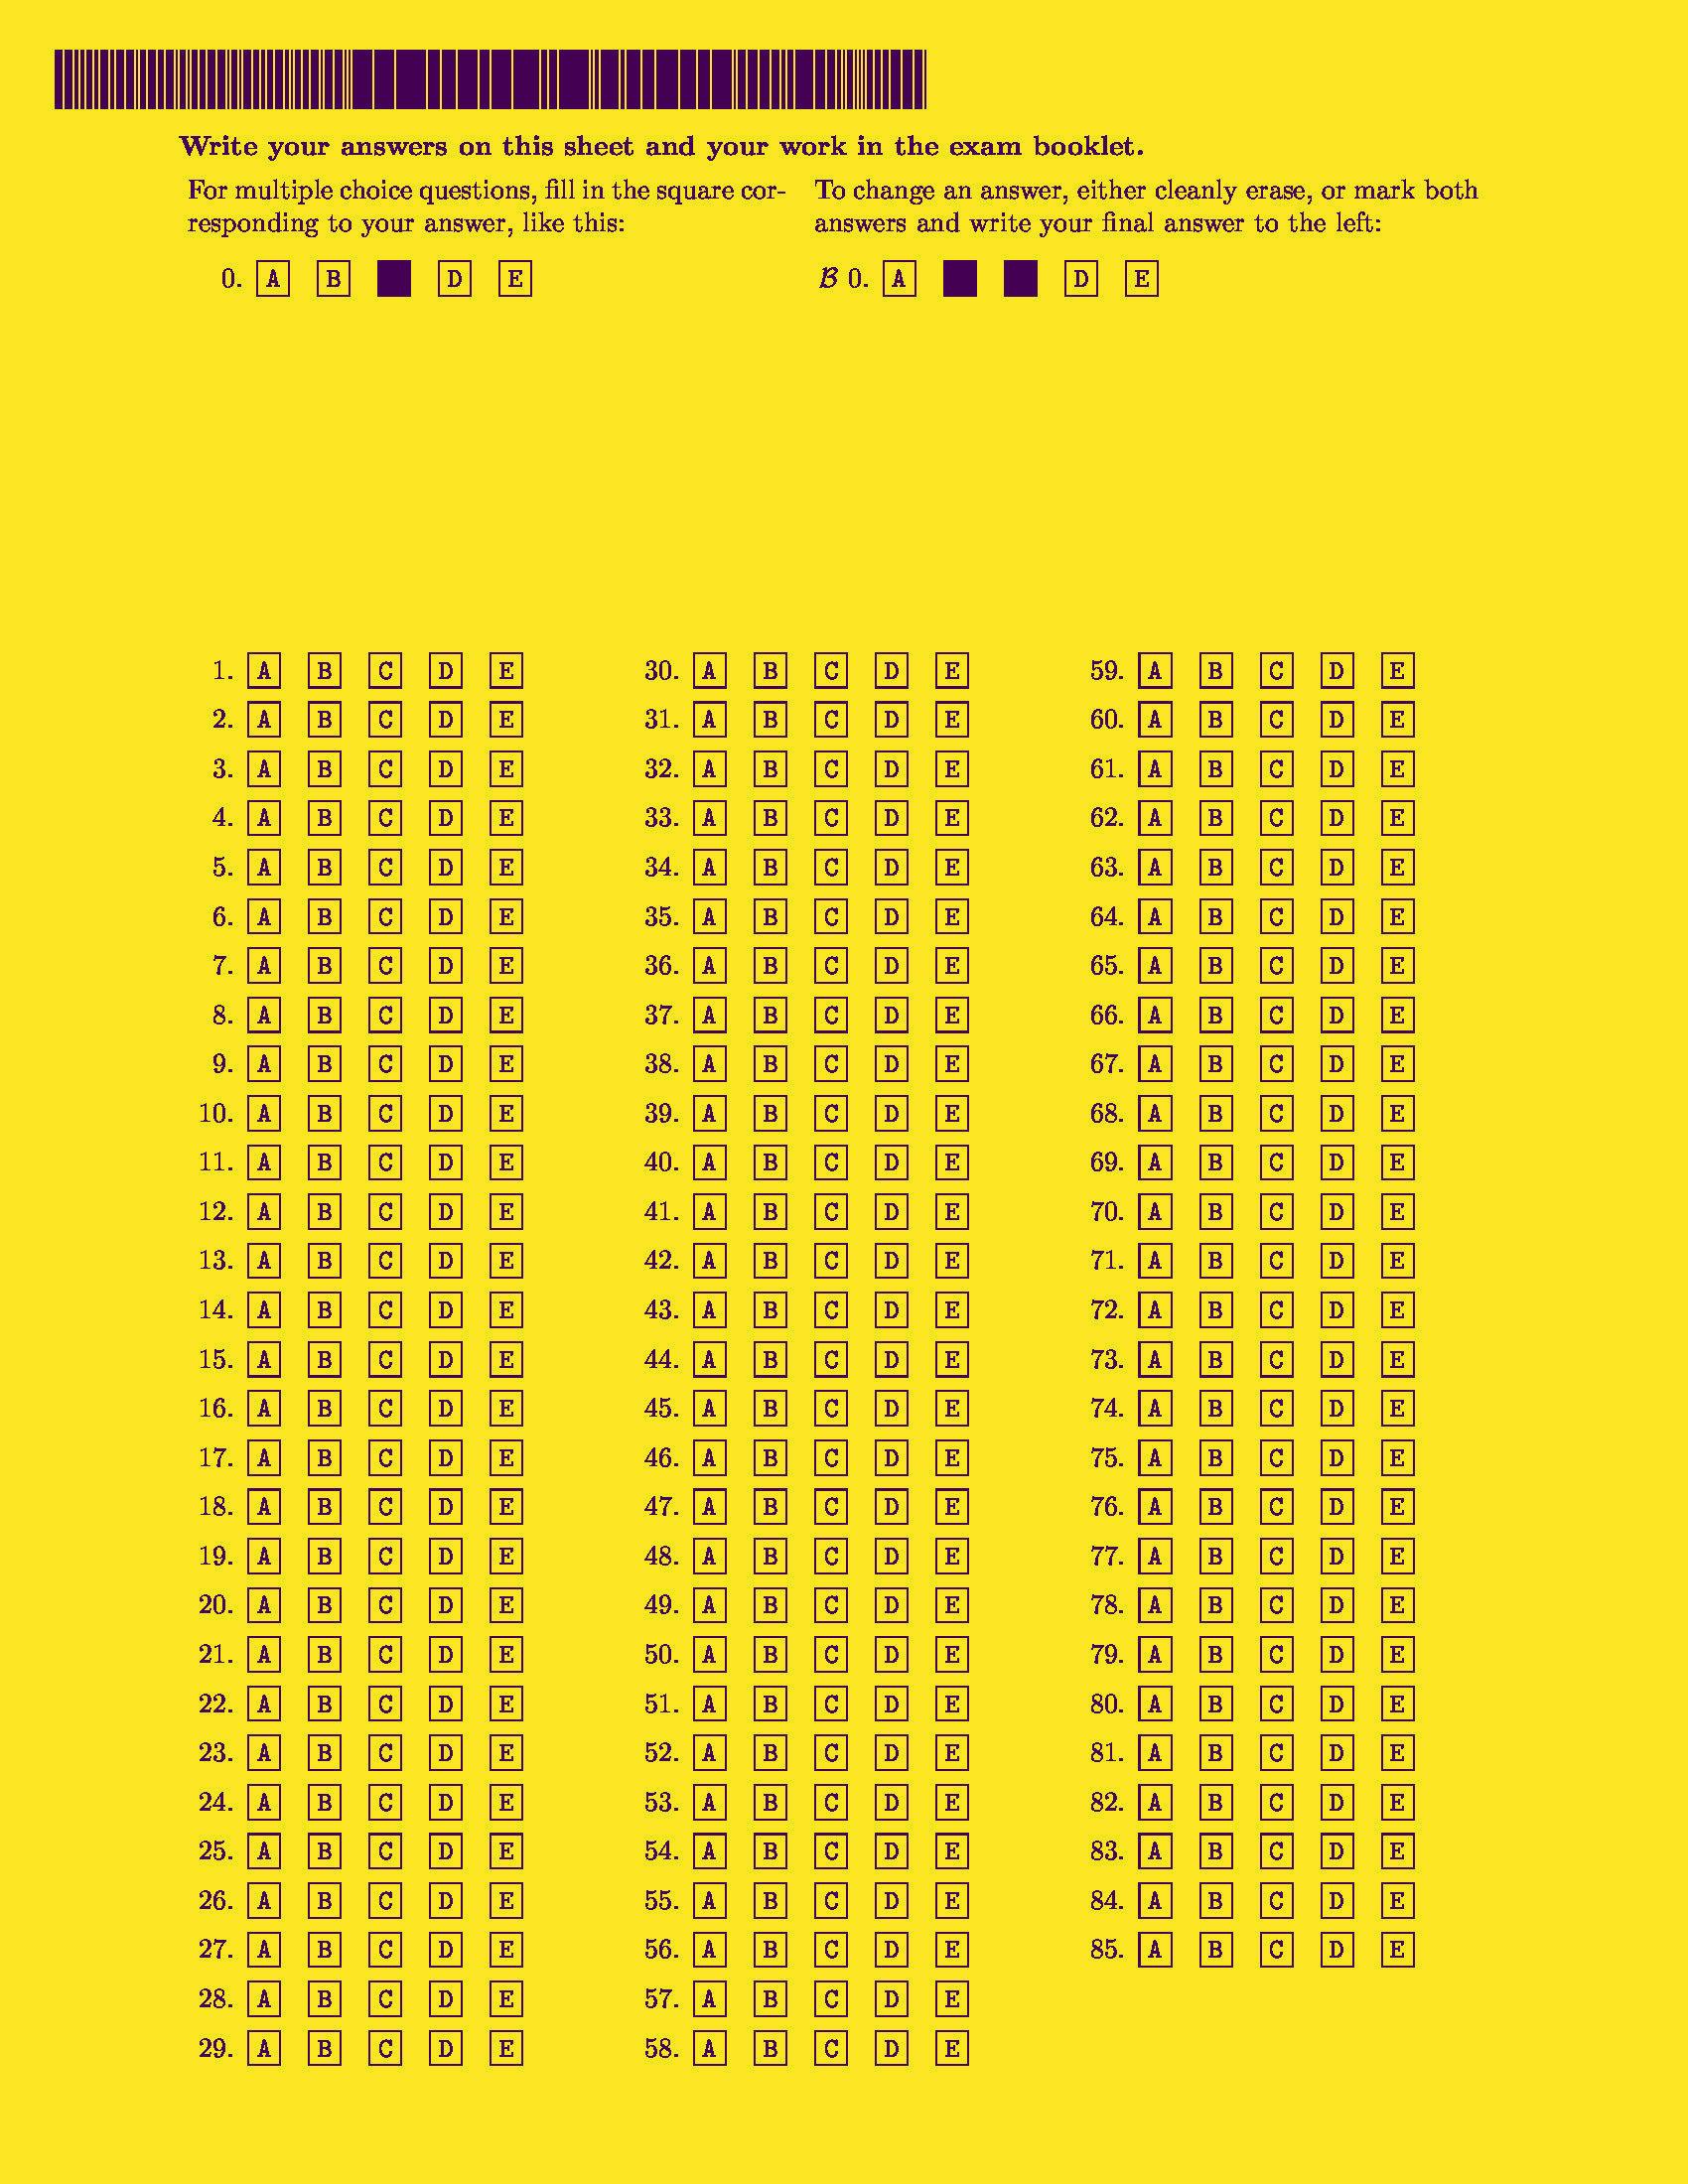 Write your answers on this sheet and your work in the exam booklet.
For multiple choice questions, fill in the square cor-
responding to your answer, like this:
0. A B D E
To change an answer, either cleanly erase, or mark both
answers and write your final answer to the left:
B 0. A D E
1. A B C D E
2. A B C D E
3. A B C D E
4. A B C D E
5. A B C D E
6. A B C D E
7. A B C D E
8. A B C D E
9. A B C D E
10. A B C D E
11. A B C D E
12. A B C D E
13. A B C D E
14. A B C D E
15. A B C D E
16. A B C D E
17. A B C D E
18. A B C D E
19. A B C D E
20. A B C D E
21. A B C D E
22. A B C D E
23. A B C D E
24. A B C D E
25. A B C D E
26. A B C D E
27. A B C D E
28. A B C D E
29. A B C D E
30. A B C D E
31. A B C D E
32. A B C D E
33. A B C D E
34. A B C D E
35. A B C D E
36. A B C D E
37. A B C D E
38. A B C D E
39. A B C D E
40. A B C D E
41. A B C D E
42. A B C D E
43. A B C D E
44. A B C D E
45. A B C D E
46. A B C D E
47. A B C D E
48. A B C D E
49. A B C D E
50. A B C D E
51. A B C D E
52. A B C D E
53. A B C D E
54. A B C D E
55. A B C D E
56. A B C D E
57. A B C D E
58. A B C D E
59. A B C D E
60. A B C D E
61. A B C D E
62. A B C D E
63. A B C D E
64. A B C D E
65. A B C D E
66. A B C D E
67. A B C D E
68. A B C D E
69. A B C D E
70. A B C D E
71. A B C D E
72. A B C D E
73. A B C D E
74. A B C D E
75. A B C D E
76. A B C D E
77. A B C D E
78. A B C D E
79. A B C D E
80. A B C D E
81. A B C D E
82. A B C D E
83. A B C D E
84. A B C D E
85. A B C D E